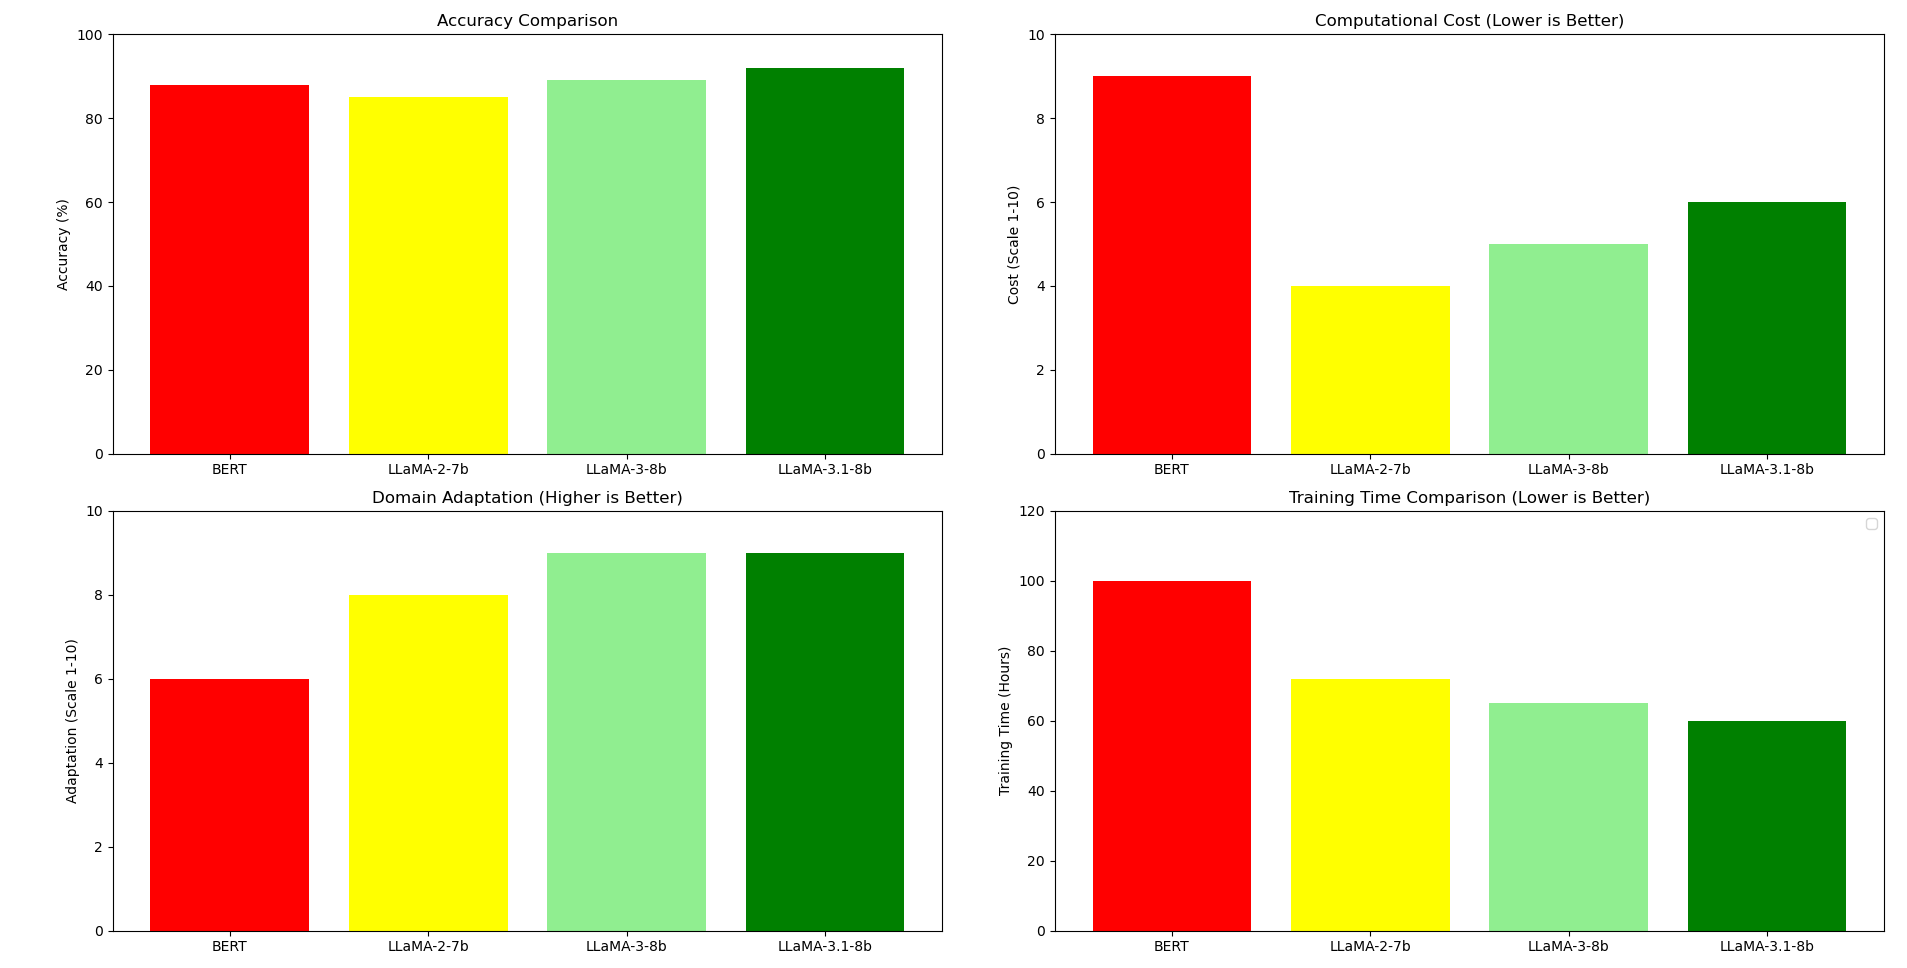 Accuracy Comparison
100
80
60
40
20
0
Accuracy (%)
BERT LLaMA-2-7b LLaMA-3-8b LLaMA-3.1-8b
Computational Cost (Lower is Better)
10
8
6
4
2
0
Cost (Scale 1-10)
BERT LLaMA-2-7b LLaMA-3-8b LLaMA-3.1-8b
Domain Adaptation (Higher is Better)
10
8
6
4
2
0
Adaptation (Scale 1-10)
BERT LLaMA-2-7b LLaMA-3-8b LLaMA-3.1-8b
Training Time Comparison (Lower is Better)
120
100
80
60
40
20
0
Training Time (Hours)
BERT LLaMA-2-7b LLaMA-3-8b LLaMA-3.1-8b